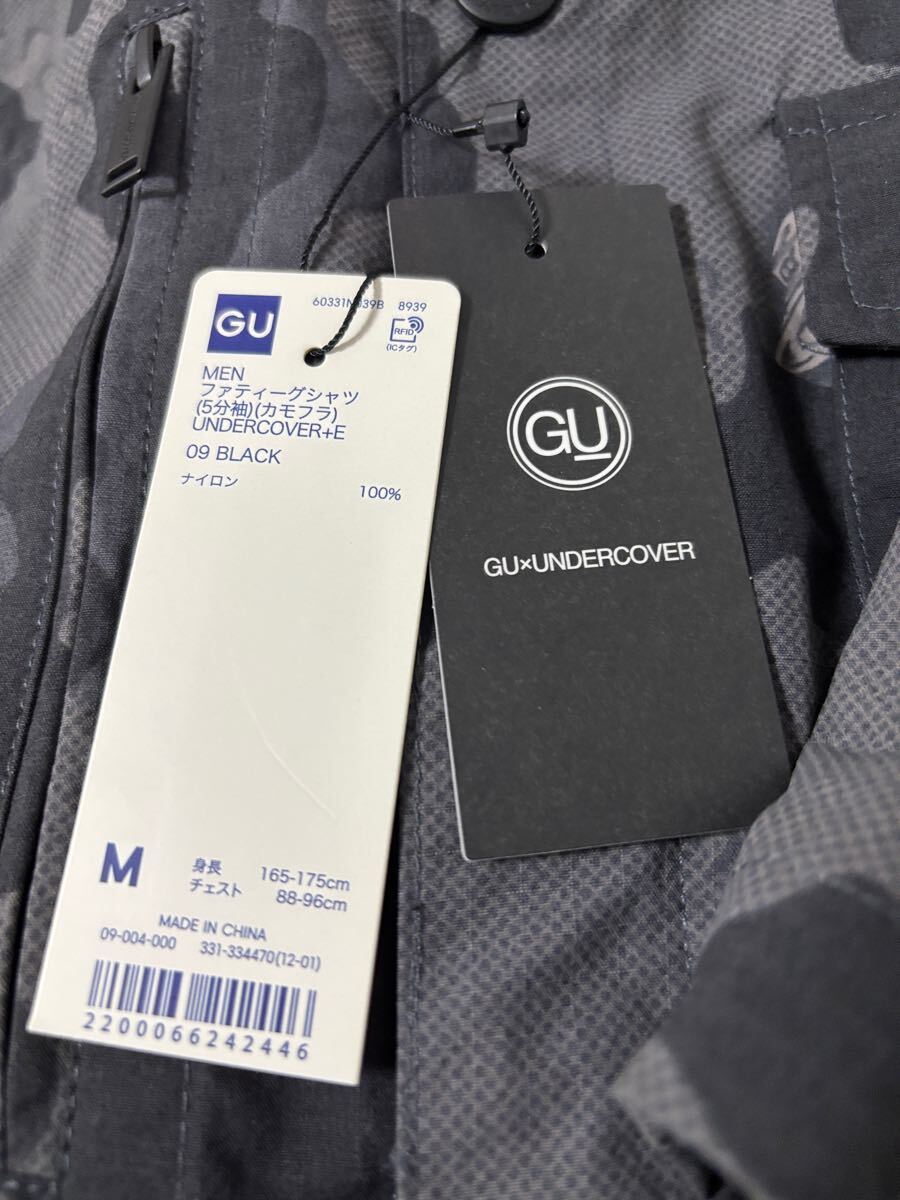 GU
8939
RFID
(ICタグ)
MEN
ファティーグシャツ
(5分袖)(カモフラ)
UNDERCOVER+E
09 BLACK
ナイロン 100%
M
身長 165-175cm
チェスト 88-96cm
MADE IN CHINA
09-004-000 331-334470(12-01)
2200066242446
GU
GU×UNDERCOVER